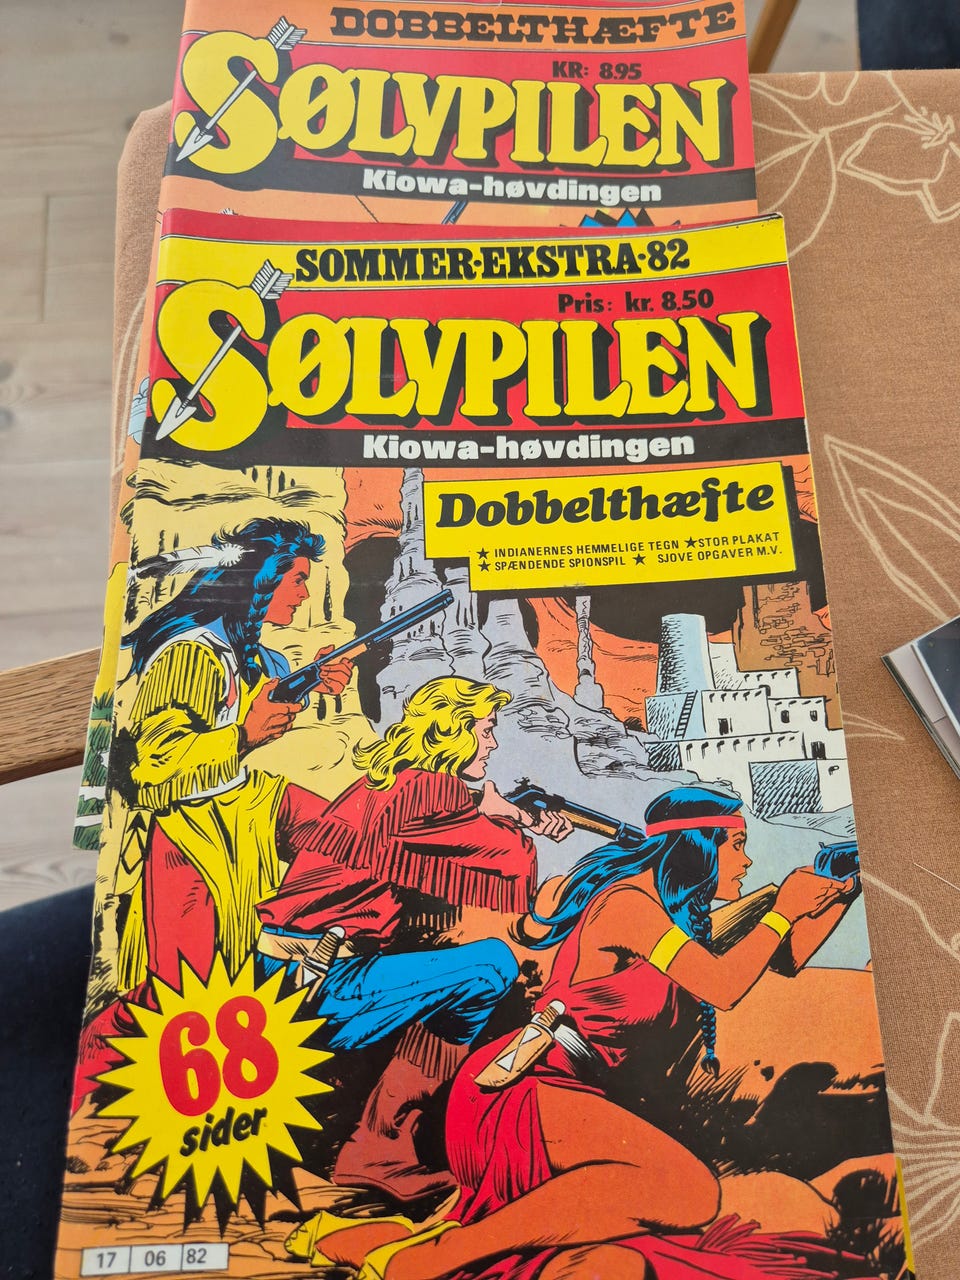 DOBBELTHÆFTE
KR: 8.95
SØLVPILEN
Kiowa-høvdingen
SOMMER·EKSTRA·82
Pris: kr. 8.50
SØLVPILEN
Kiowa-høvdingen
Dobbelthæfte
★ INDIANERNES HEMMELIGE TEGN ★ STOR PLAKAT
★ SPÆNDENDE SPIONSPIL ★ SJOVE OPGAVER M.V.
68
sider
17 06 82